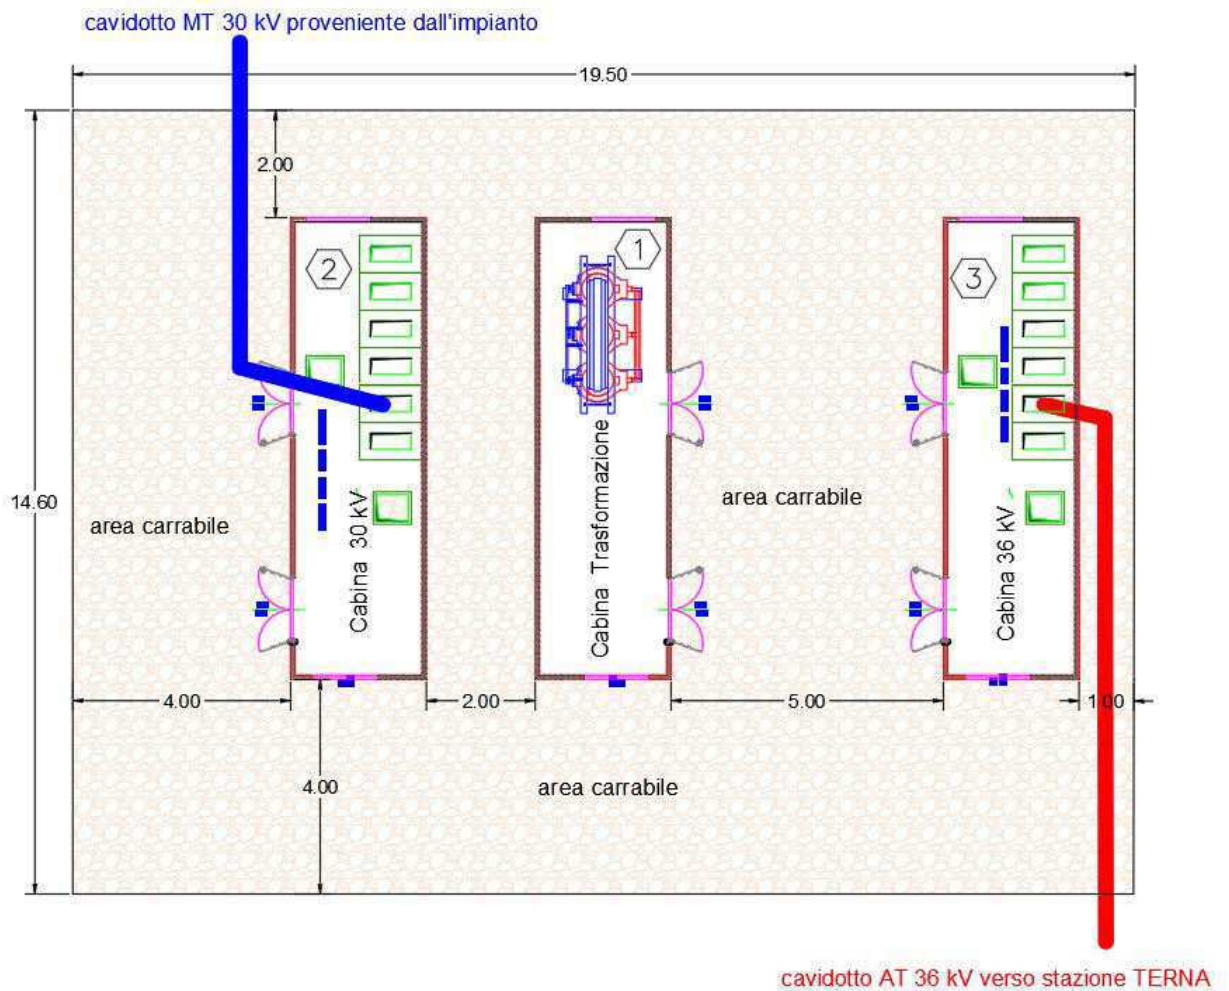 cavidotto MT 30 kV proveniente dall'impianto
19.50
2.00
1
2
3
14.60
area carrabile
area carrabile
Cabina 30 kV
Cabina Trasformazione
Cabina 36 kV
4.00
2.00
5.00
1.00
4.00
area carrabile
cavidotto AT 36 kV verso stazione TERNA